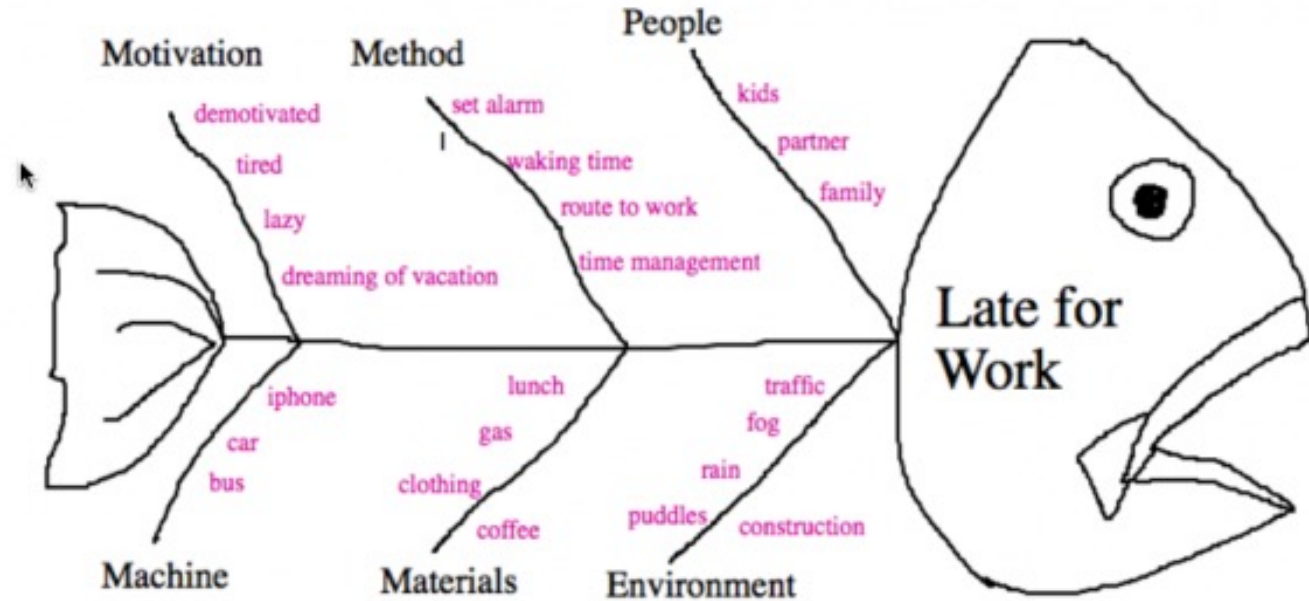 People
Motivation
Method
demotivated
tired
lazy
dreaming of vacation
set alarm
waking time
route to work
time management
kids
partner
family
Late for
Work
iphone
car
bus
lunch
gas
clothing
coffee
traffic
fog
rain
puddles
construction
Machine
Materials
Environment